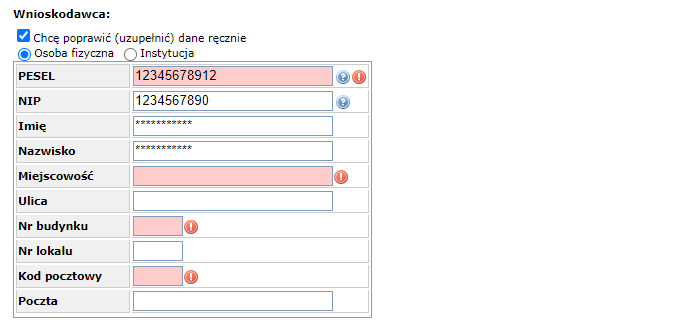 Wnioskodawca:
Chcę poprawić (uzupełnić) dane ręcznie
Osoba fizyczna Instytucja
PESEL 12345678912
NIP 1234567890
Imię ***********
Nazwisko ***********
Miejscowość
Ulica
Nr budynku
Nr lokalu
Kod pocztowy
Poczta